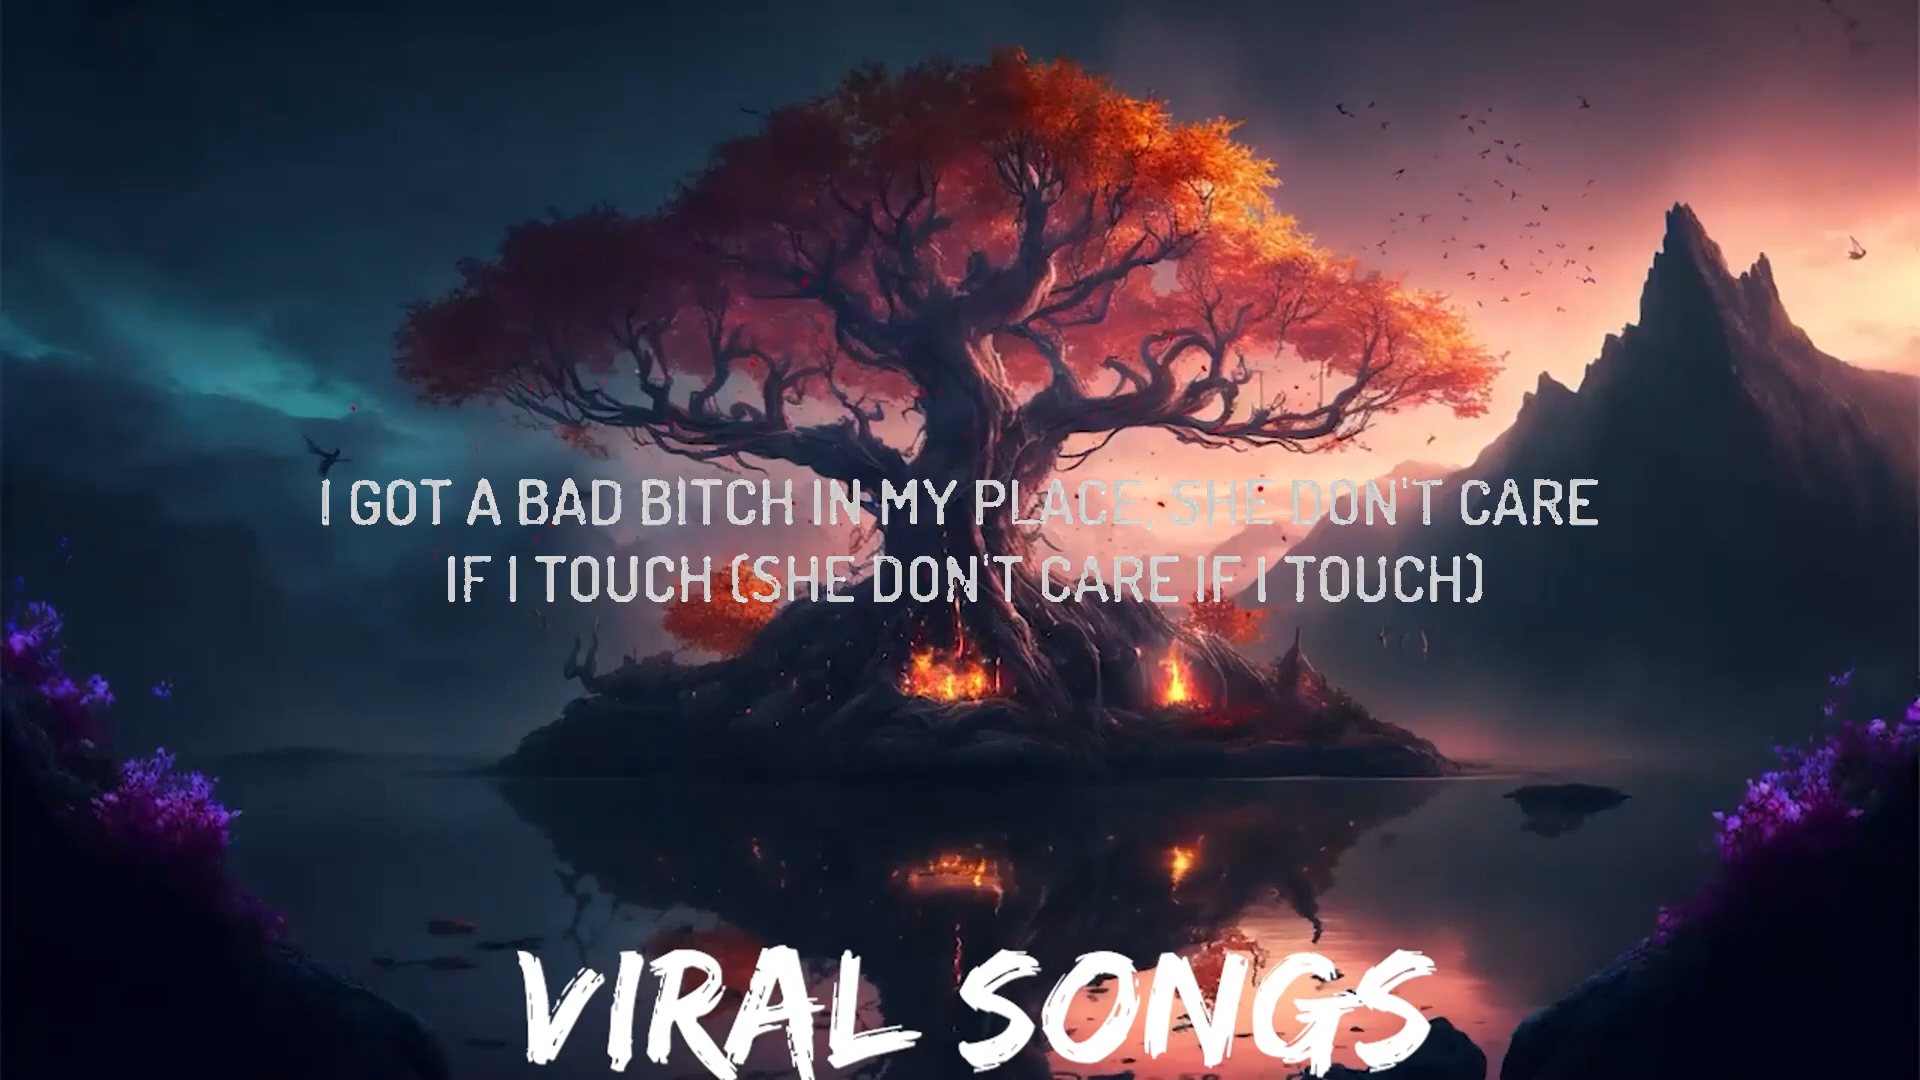 I GOT A BAD BITCH IN MY PLACE, SHE DON'T CARE
IF I TOUCH (SHE DON'T CARE IF I TOUCH)
VIRAL SONGS